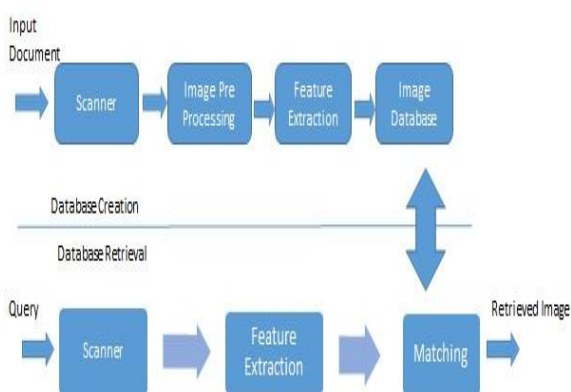 Input
Document
Scanner
Image Pre
Processing
Feature
Extraction
Image
Database
Database Creation
Database Retrieval
Query
Scanner
Feature
Extraction
Matching
Retrieved Image